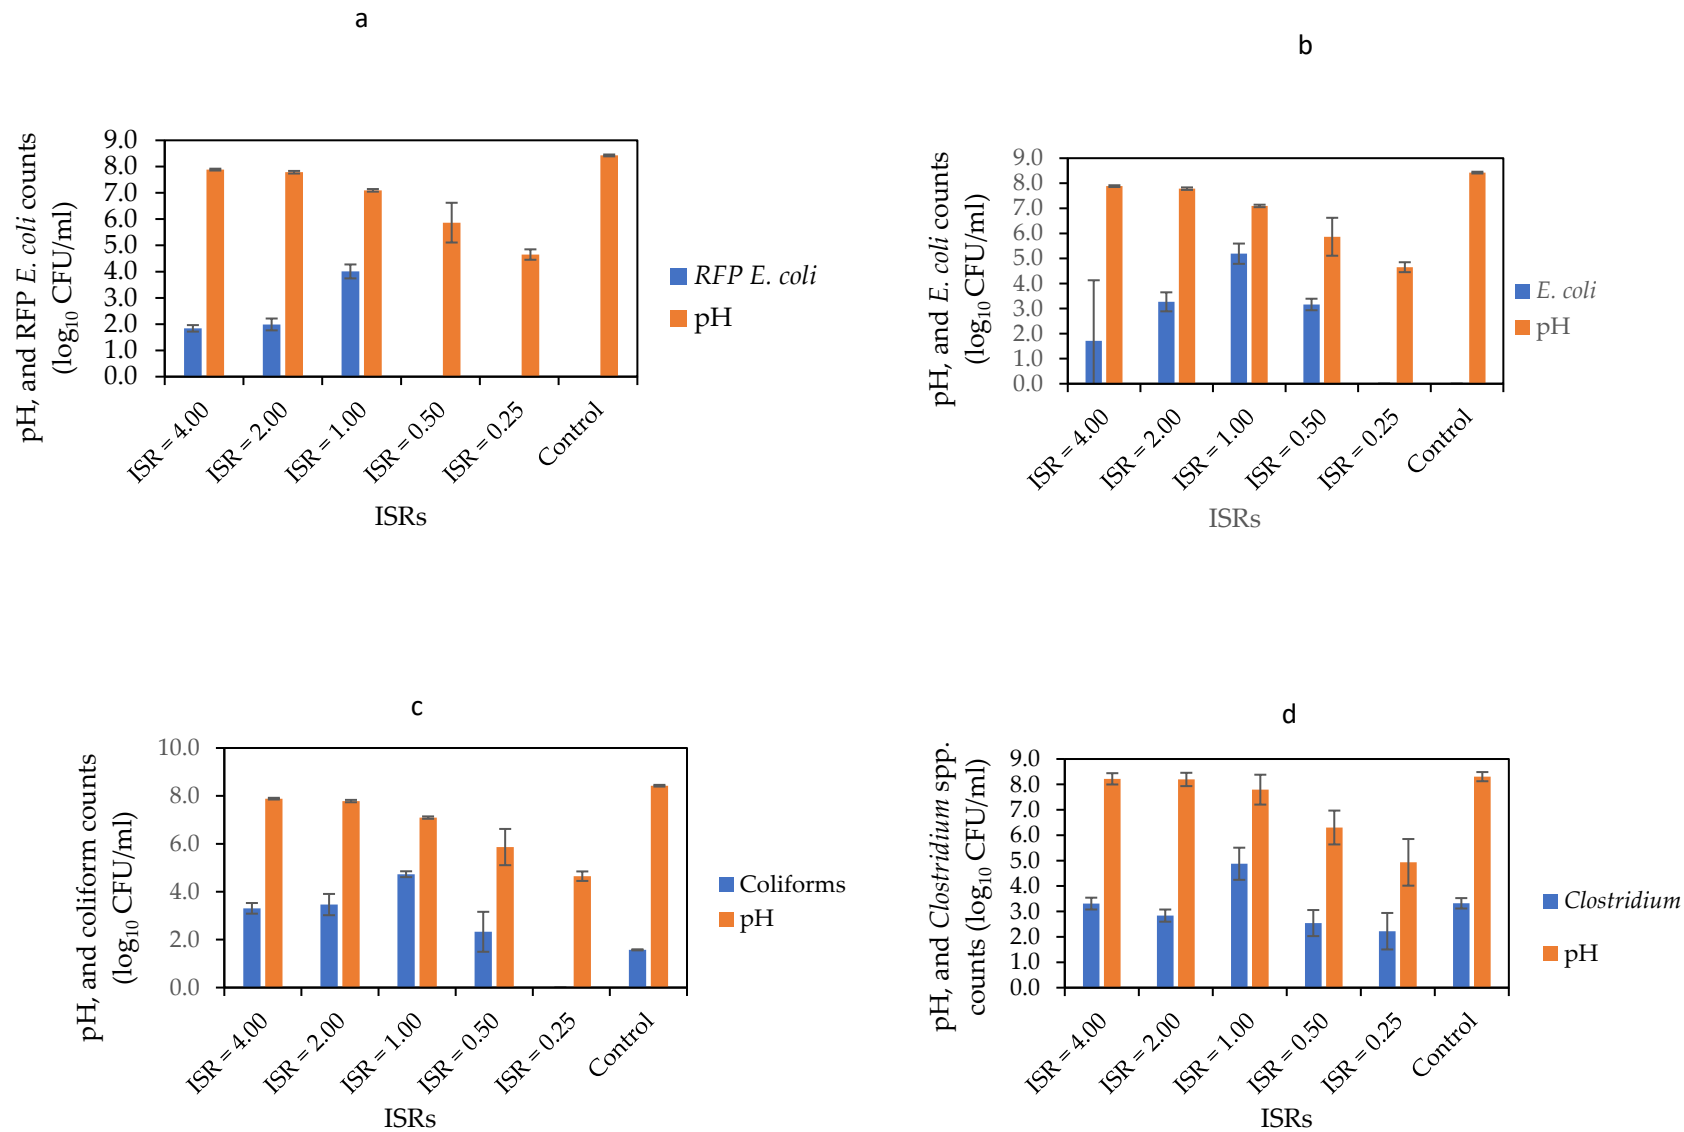 a
pH, and RFP E. coli counts
(log10 CFU/ml)
9.0
8.0
7.0
6.0
5.0
4.0
3.0
2.0
1.0
0.0
ISR = 4.00
ISR = 2.00
ISR = 1.00
ISR = 0.50
ISR = 0.25
Control
ISRs
RFP E. coli
pH
b
pH, and E. coli counts
(log10 CFU/ml)
9.0
8.0
7.0
6.0
5.0
4.0
3.0
2.0
1.0
0.0
ISR = 4.00
ISR = 2.00
ISR = 1.00
ISR = 0.50
ISR = 0.25
Control
ISRs
E. coli
pH
c
pH, and coliform counts
(log10 CFU/ml)
10.0
8.0
6.0
4.0
2.0
0.0
ISR = 4.00
ISR = 2.00
ISR = 1.00
ISR = 0.50
ISR = 0.25
Control
ISRs
Coliforms
pH
d
pH, and Clostridium spp.
counts (log10 CFU/ml)
9.0
8.0
7.0
6.0
5.0
4.0
3.0
2.0
1.0
0.0
ISR = 4.00
ISR = 2.00
ISR = 1.00
ISR = 0.50
ISR = 0.25
Control
ISRs
Clostridium
pH